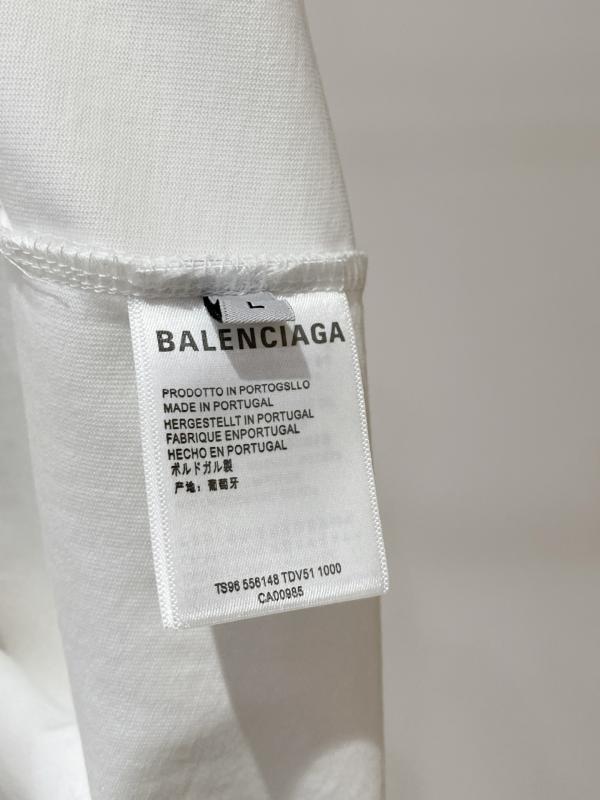 L
BALENCIAGA
PRODOTTO IN PORTOGSLLO
MADE IN PORTUGAL
HERGESTELLT IN PORTUGAL
FABRIQUE ENPORTUGAL
HECHO EN PORTUGAL
ポルドガル製
产地：葡萄牙
TS96 556148 TDV51 1000
CA00985